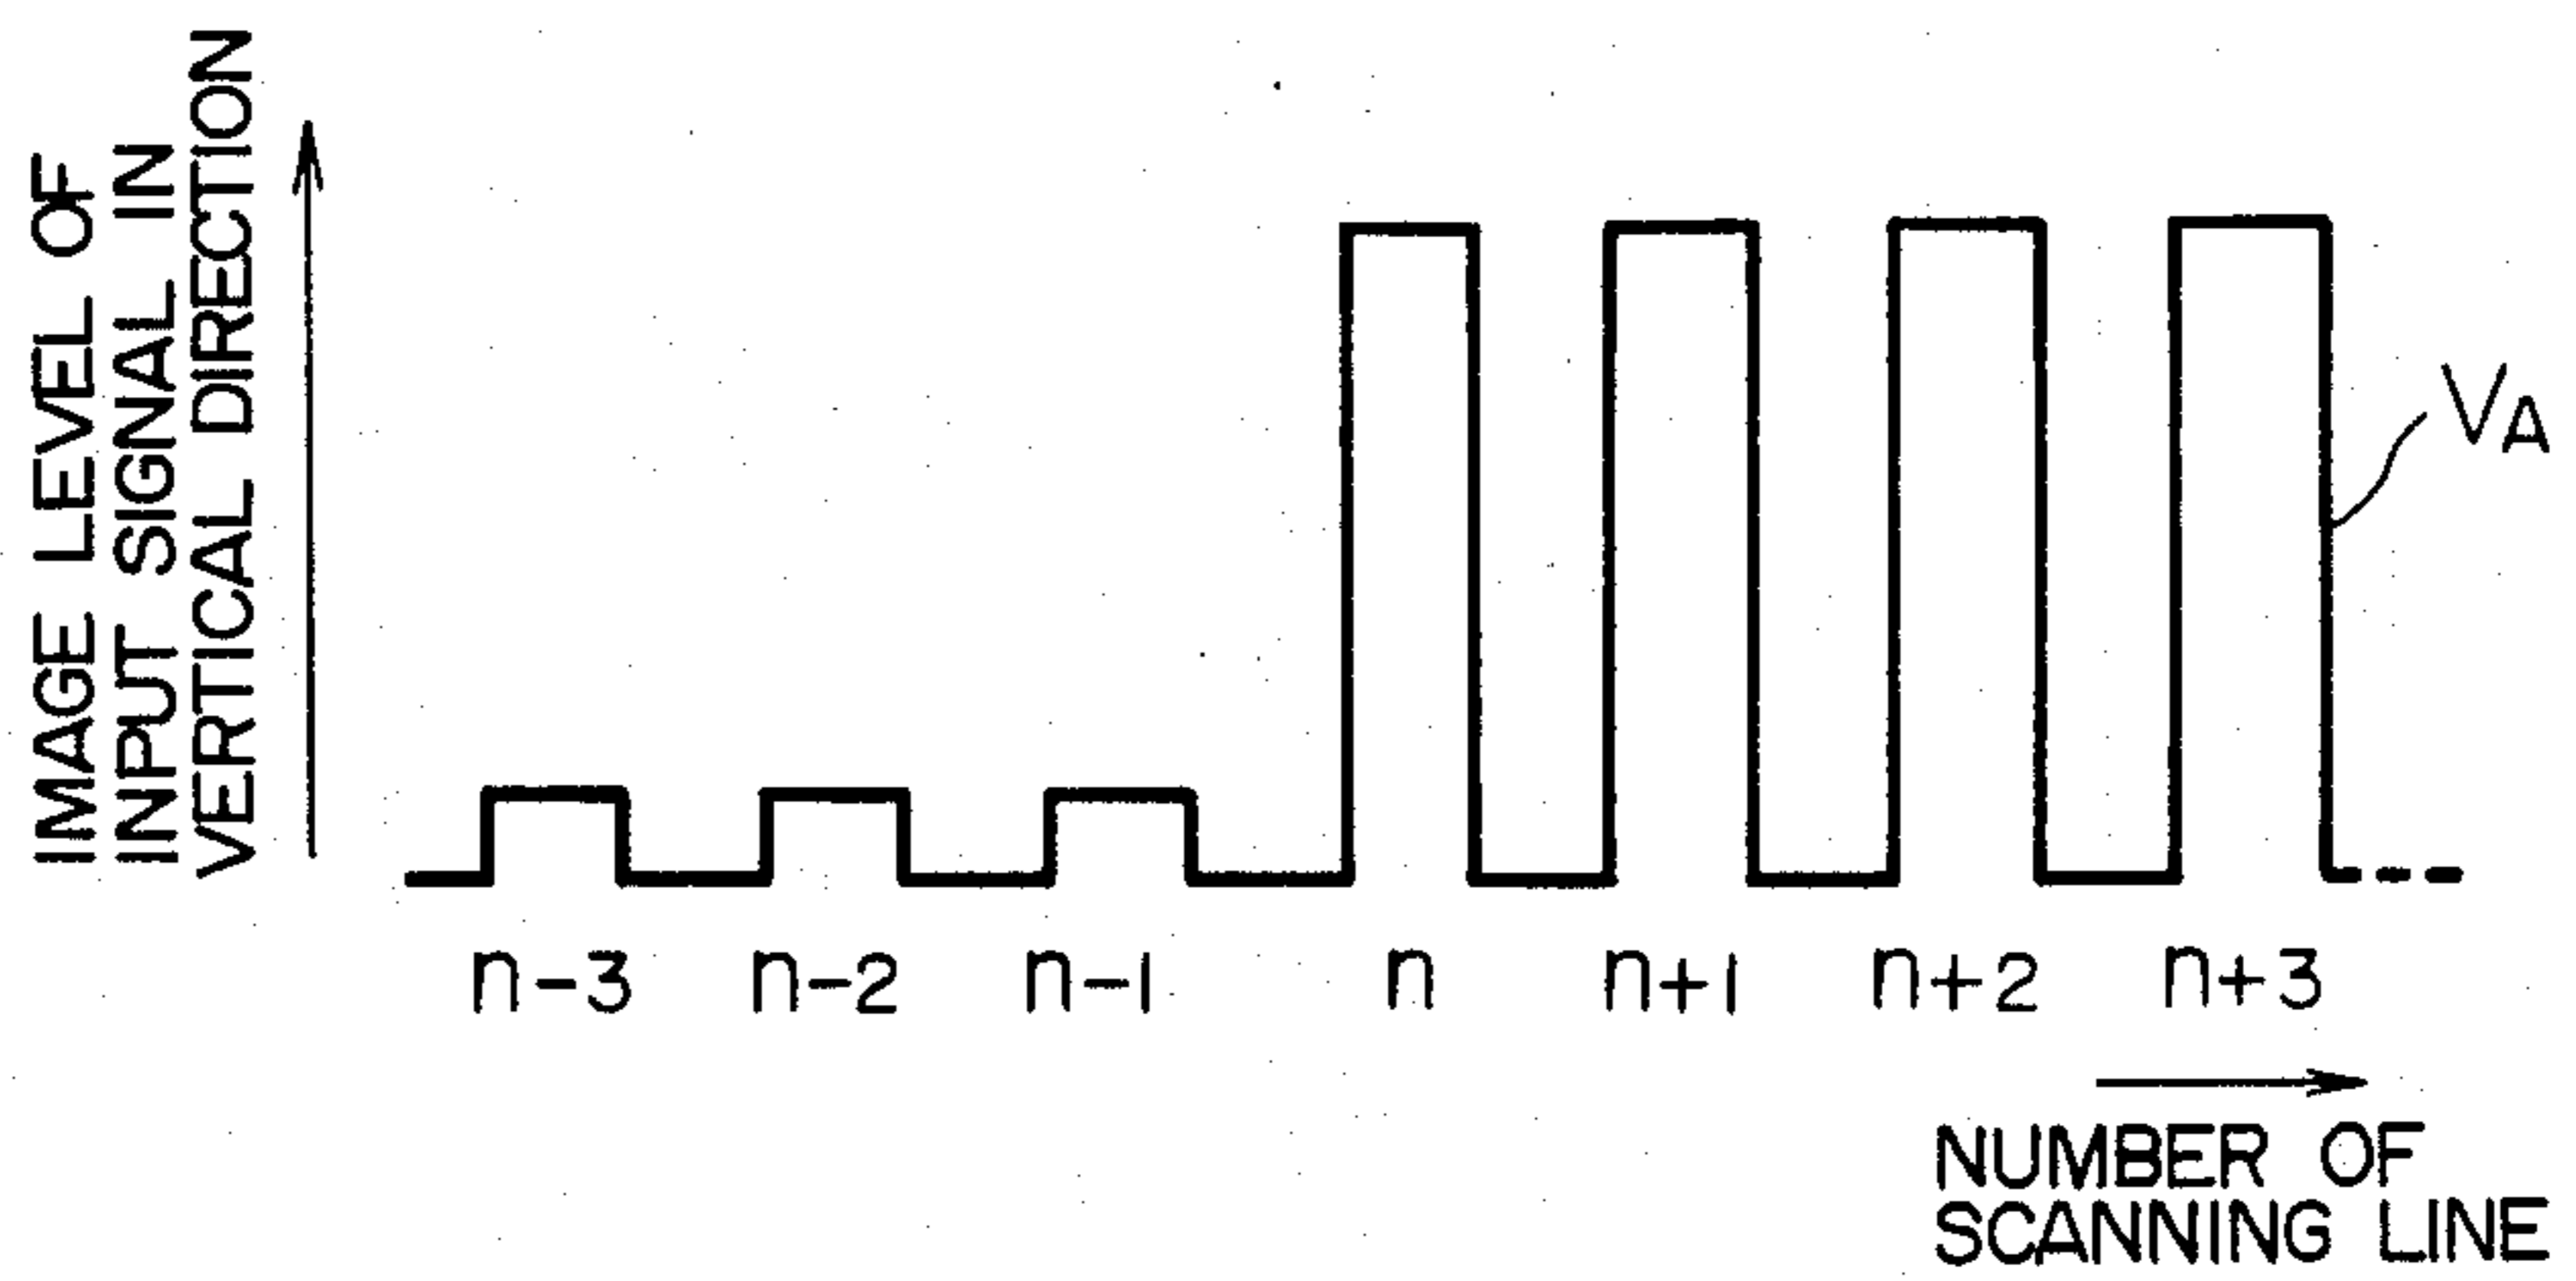 IMAGE LEVEL OF
INPUT SIGNAL IN
VERTICAL DIRECTION
VA
n-3 n-2 n-1 n n+1 n+2 n+3
NUMBER OF
SCANNING LINE